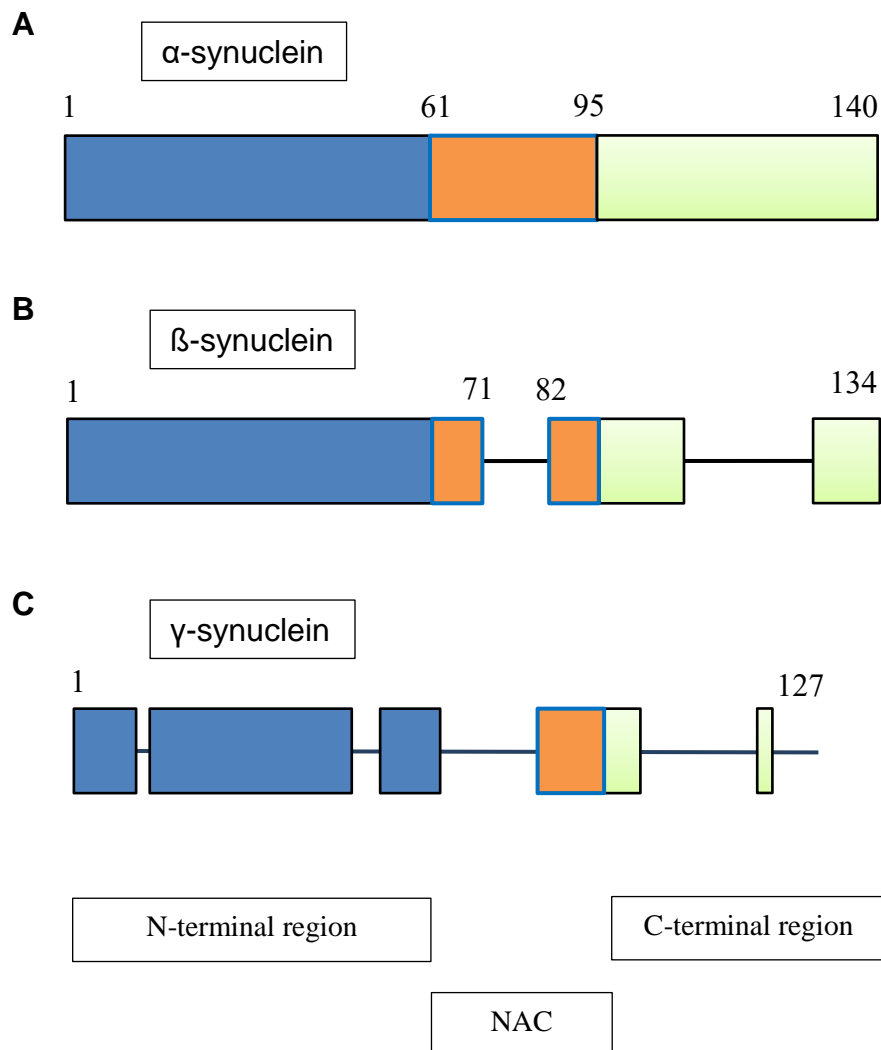 A
α-synuclein
1 61 95 140
B
ß-synuclein
1 71 82 134
C
γ-synuclein
1 127
N-terminal region
C-terminal region
NAC